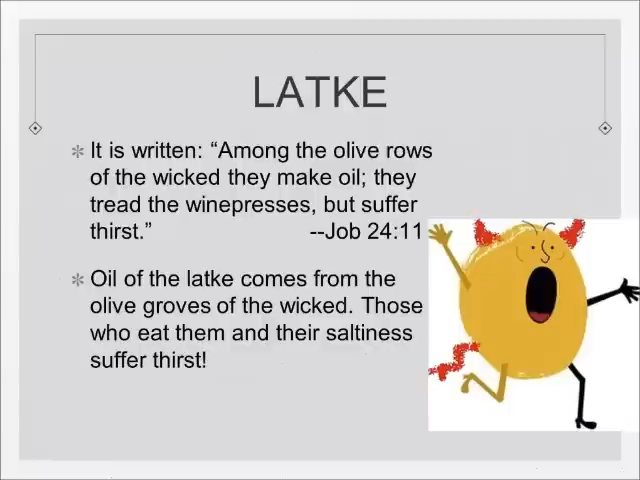 LATKE
It is written: “Among the olive rows
of the wicked they make oil; they
tread the winepresses, but suffer
thirst.” --Job 24:11
Oil of the latke comes from the
olive groves of the wicked. Those
who eat them and their saltiness
suffer thirst!